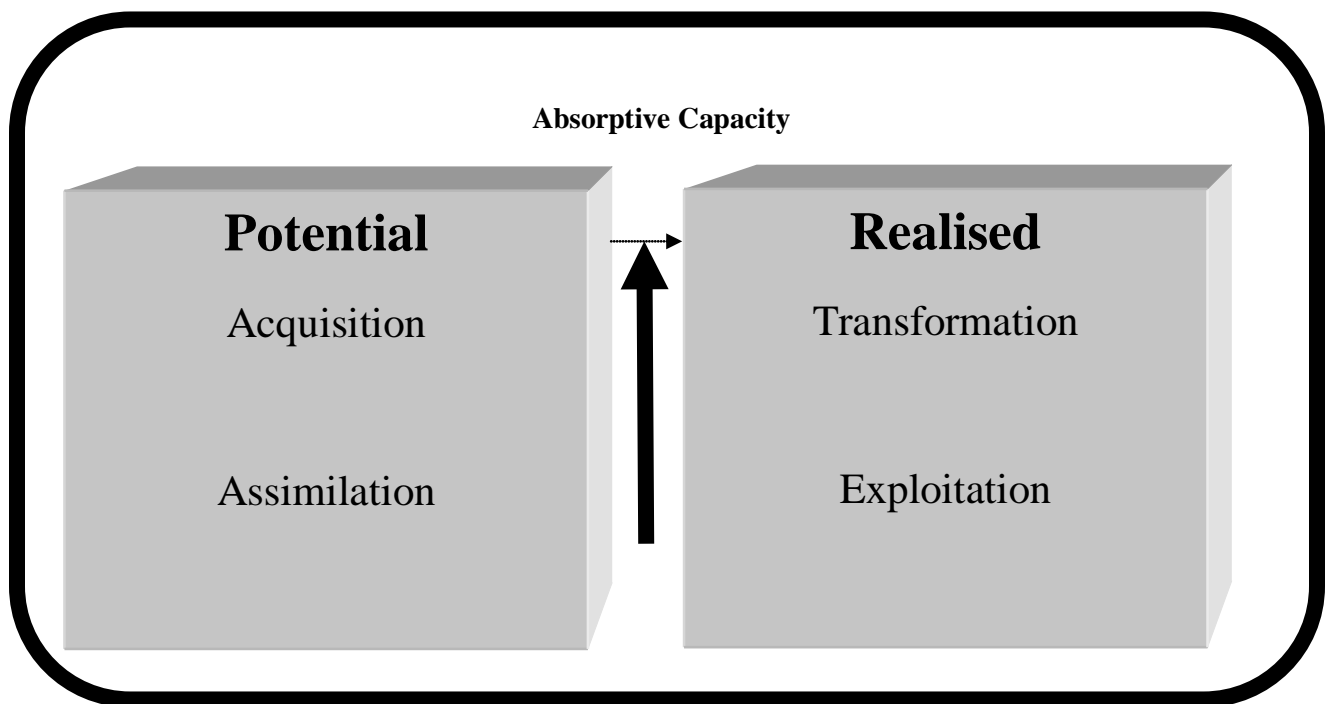 Absorptive Capacity
Potential
Acquisition
Assimilation
Realised
Transformation
Exploitation